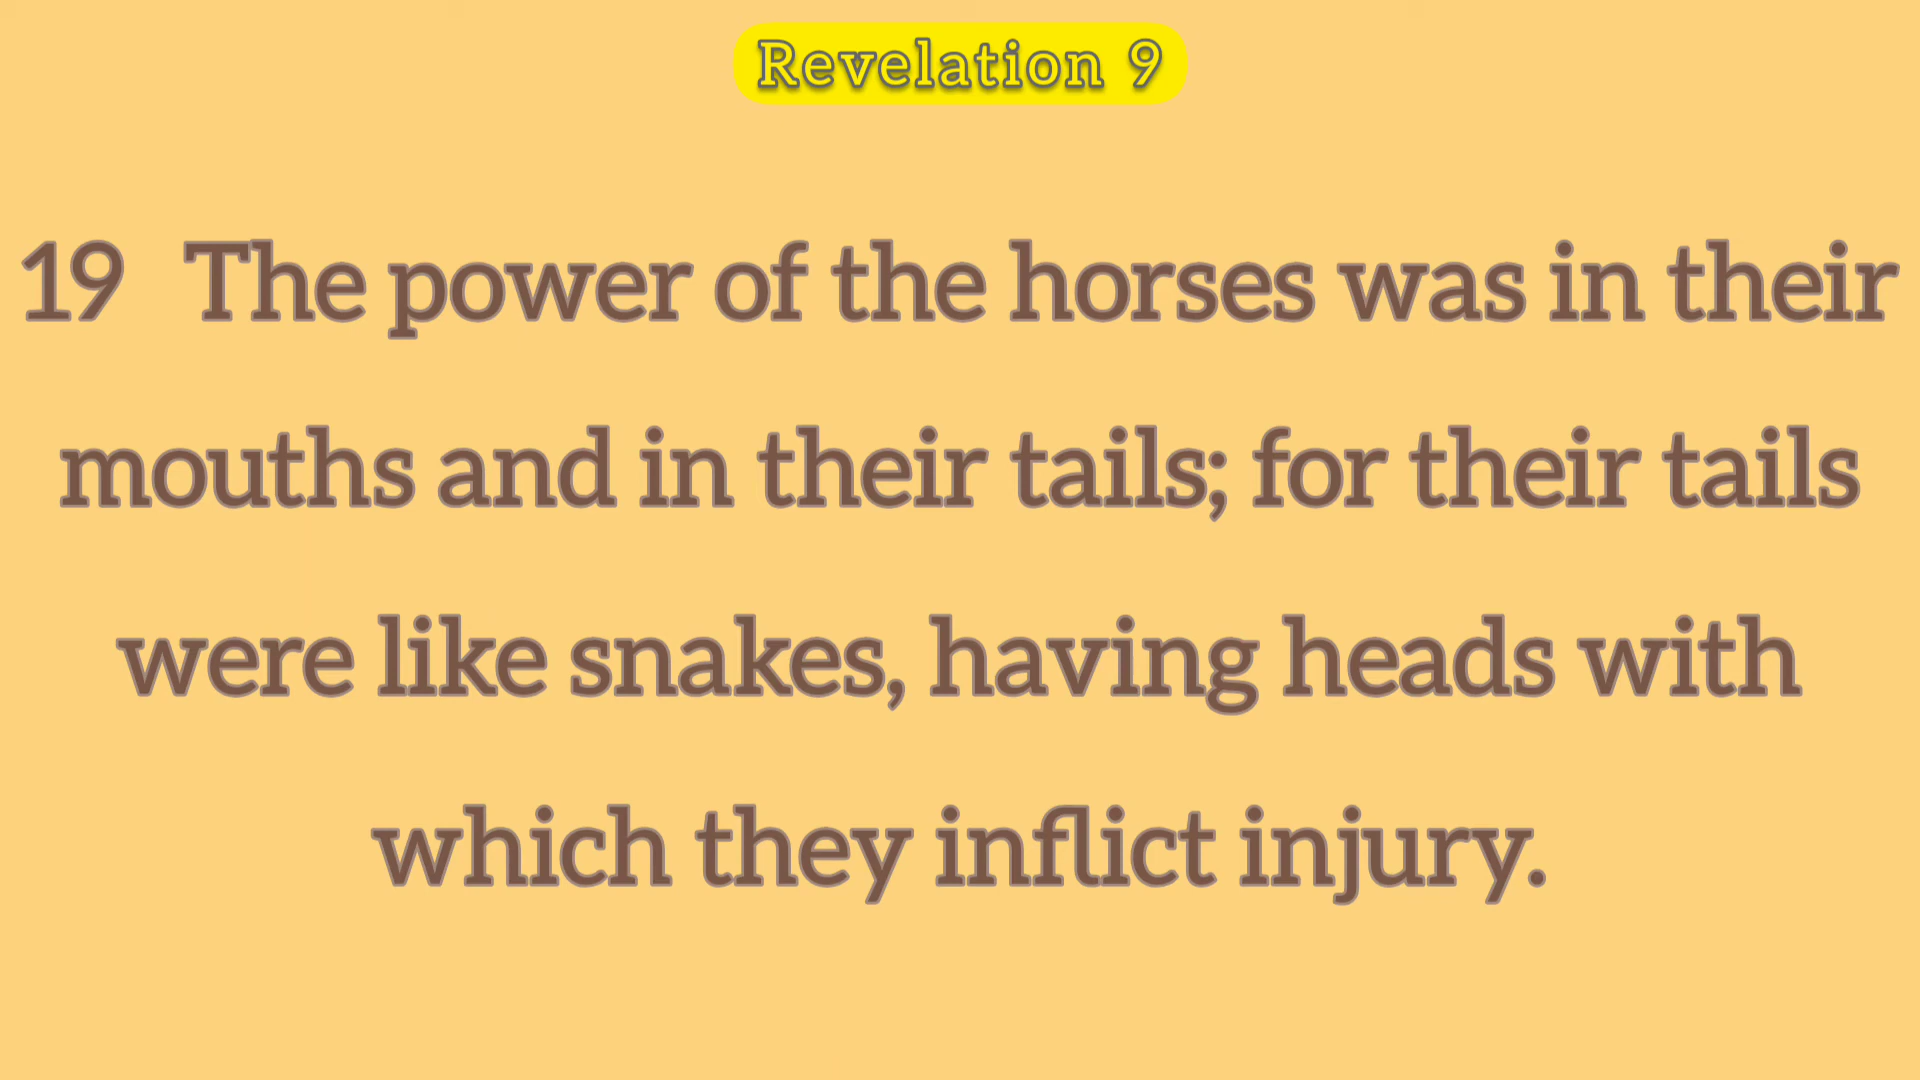 Revelation 9
19 The power of the horses was in their
mouths and in their tails; for their tails
were like snakes, having heads with
which they inflict injury.